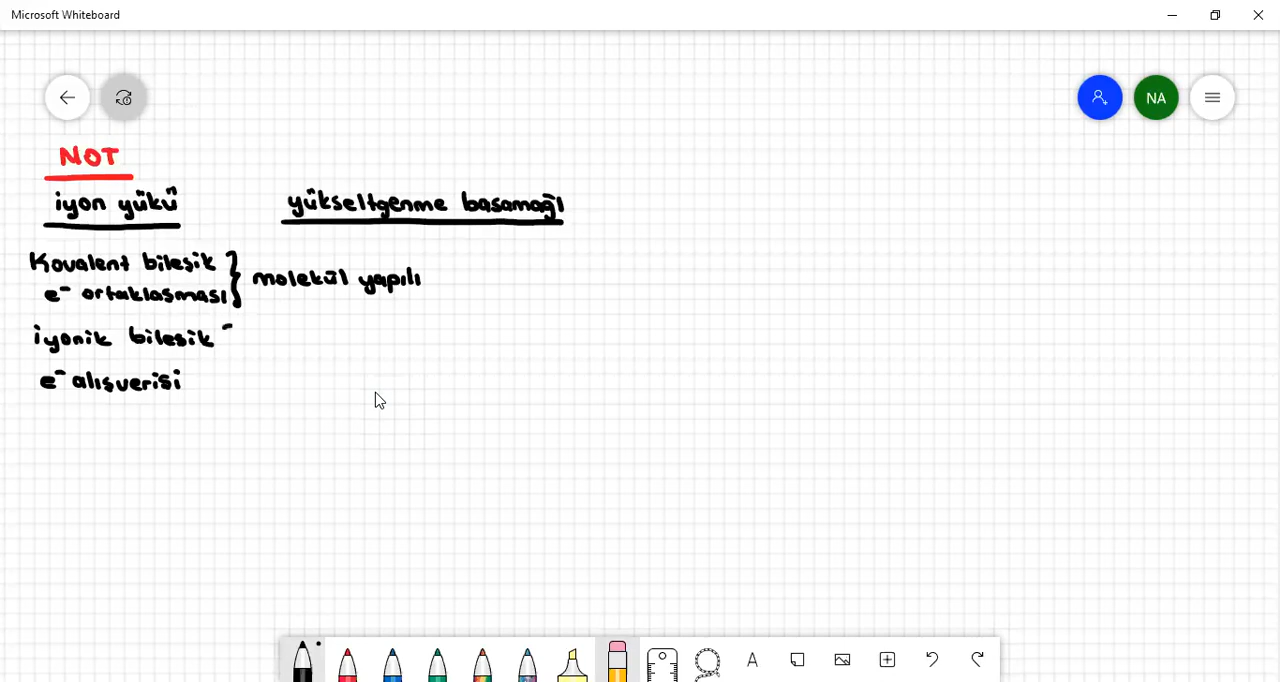 Microsoft Whiteboard
NA
NOT
iyon yükü
yükseltgenme basamağı
Kovalent bileşik
e⁻ ortaklaşması
} molekül yapılı
iyonik bileşik
e⁻ alışverişi
A